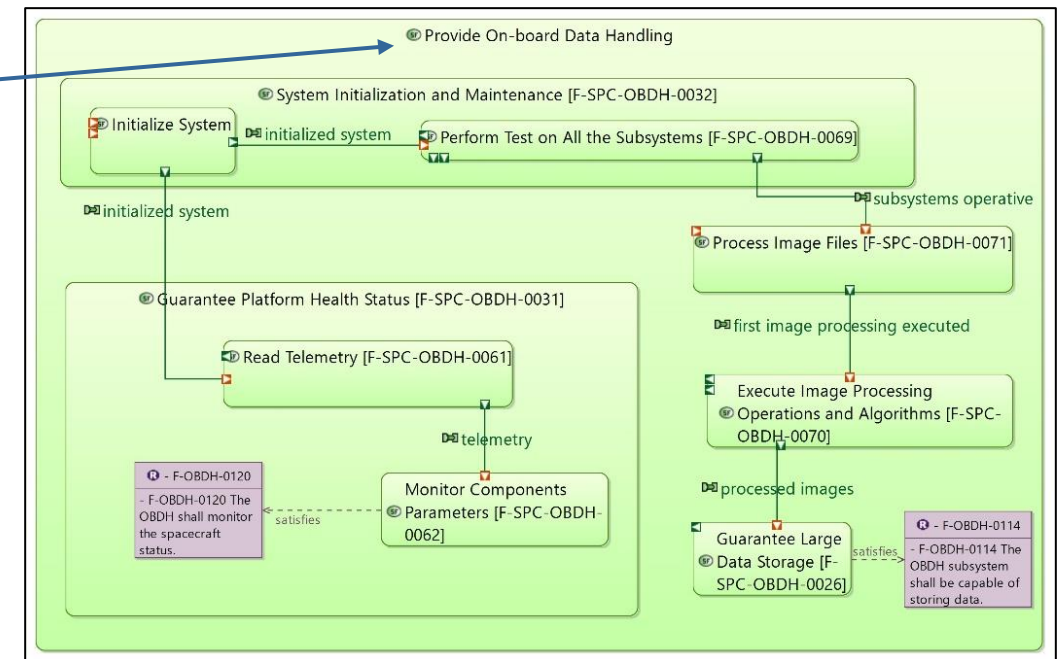 Provide On-board Data Handling
System Initialization and Maintenance [F-SPC-OBDH-0032]
Initialize System
initialized system
Perform Test on All the Subsystems [F-SPC-OBDH-0069]
initialized system
subsystems operative
Process Image Files [F-SPC-OBDH-0071]
Guarantee Platform Health Status [F-SPC-OBDH-0031]
first image processing executed
Read Telemetry [F-SPC-OBDH-0061]
Execute Image Processing
Operations and Algorithms [F-SPC-
OBDH-0070]
telemetry
R - F-OBDH-0120
- F-OBDH-0120 The
OBDH shall monitor
the spacecraft
status.
satisfies
Monitor Components
Parameters [F-SPC-OBDH-
0062]
processed images
Guarantee Large
Data Storage [F-
SPC-OBDH-0026]
satisfies
R - F-OBDH-0114
- F-OBDH-0114 The
OBDH subsystem
shall be capable of
storing data.